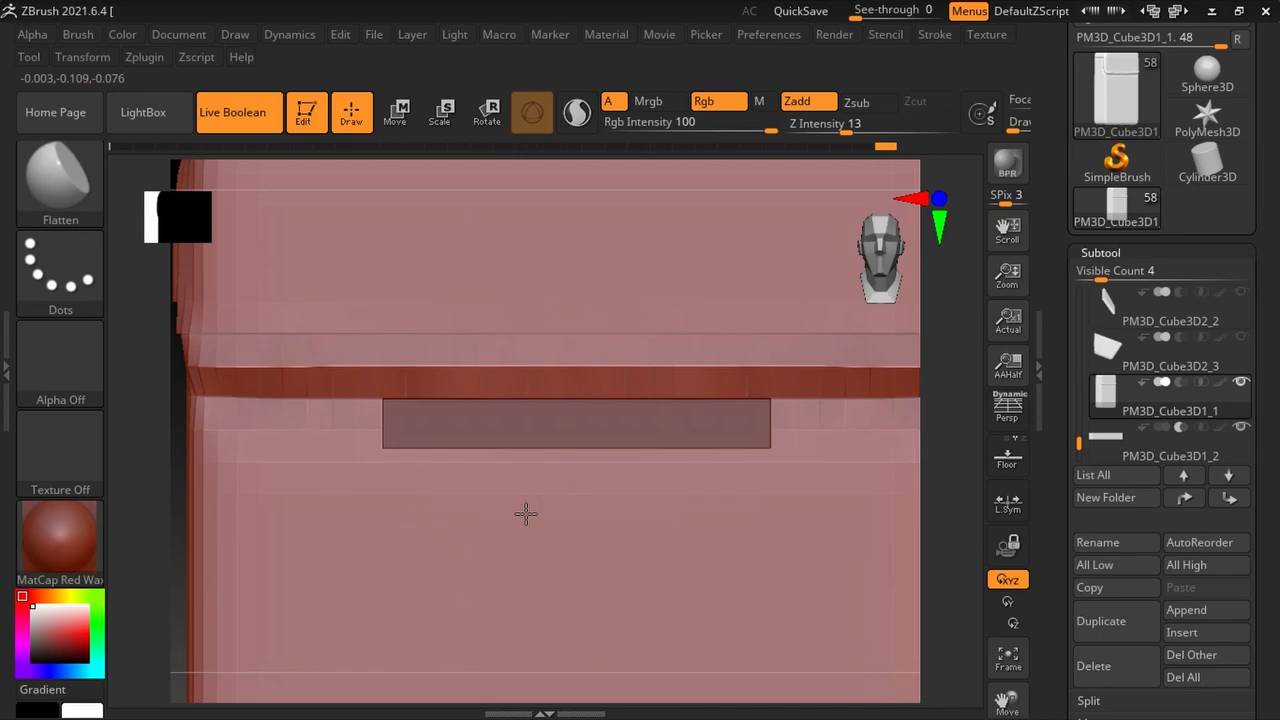 ZBrush 2021.6.4 [
AC
QuickSave
See-through 0
Menus
DefaultZScript
Alpha Brush Color Document Draw Dynamics Edit File Layer Light Macro Marker Material Movie Picker Preferences Render Stencil Stroke Texture
Tool Transform Zplugin Zscript Help
-0.003,-0.109,-0.076
Home Page
LightBox
Live Boolean
Edit
Draw
Move
Scale
Rotate
A
Mrgb
Rgb
M
Zadd
Zsub
Zcut
Rgb Intensity 100
Z Intensity 13
Foca
Drav
Flatten
Dots
Alpha Off
Texture Off
MatCap Red Wax
Gradient
BPR
SPix 3
Scroll
Zoom
Actual
AAHalf
Dynamic
Persp
Floor
L.Sym
XYZ
Y
Z
Frame
Move
PM3D_Cube3D1_1. 48
R
58
PM3D_Cube3D1
Sphere3D
PolyMesh3D
SimpleBrush
Cylinder3D
58
PM3D_Cube3D1
Subtool
Visible Count 4
PM3D_Cube3D2_2
PM3D_Cube3D2_3
PM3D_Cube3D1_1
PM3D_Cube3D1_2
List All
New Folder
Rename
AutoReorder
All Low
All High
Copy
Paste
Duplicate
Append
Insert
Delete
Del Other
Del All
Split